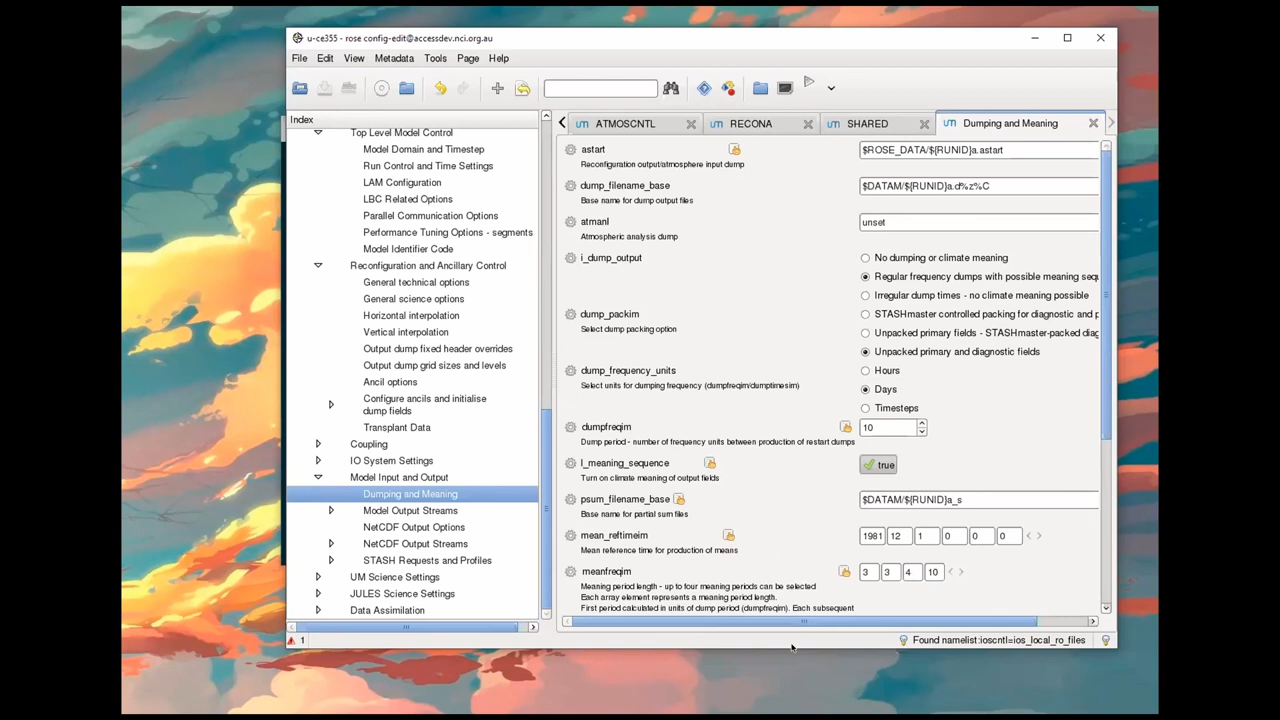 u-ce355 - rose config-edit@accessdev.nci.org.au
File Edit View Metadata Tools Page Help
Index
Top Level Model Control
Model Domain and Timestep
Run Control and Time Settings
LAM Configuration
LBC Related Options
Parallel Communication Options
Performance Tuning Options - segments
Model Identifier Code
Reconfiguration and Ancillary Control
General technical options
General science options
Horizontal interpolation
Vertical interpolation
Output dump fixed header overrides
Output dump grid sizes and levels
Ancil options
Configure ancils and initialise
dump fields
Transplant Data
Coupling
IO System Settings
Model Input and Output
Dumping and Meaning
Model Output Streams
NetCDF Output Options
NetCDF Output Streams
STASH Requests and Profiles
UM Science Settings
JULES Science Settings
Data Assimilation
um ATMOSCNTL um RECONA um SHARED um Dumping and Meaning
astart $ROSE_DATA/${RUNID}a.astart
Reconfiguration output/atmosphere input dump
dump_filename_base $DATAM/${RUNID}a.d%z%C
Base name for dump output files
atmanl unset
Atmospheric analysis dump
i_dump_output No dumping or climate meaning
Regular frequency dumps with possible meaning seq
Irregular dump times - no climate meaning possible
dump_packim STASHmaster controlled packing for diagnostic and p
Select dump packing option
Unpacked primary fields - STASHmaster-packed diag
Unpacked primary and diagnostic fields
dump_frequency_units Hours
Select units for dumping frequency (dumpfreqim/dumptimesim)
Days
Timesteps
dumpfreqim 10
Dump period - number of frequency units between production of restart dumps
l_meaning_sequence true
Turn on climate meaning of output fields
psum_filename_base $DATAM/${RUNID}a_s
Base name for partial sum files
mean_reftimeim 1981 12 1 0 0 0
Mean reference time for production of means
meanfreqim 3 3 4 10
Meaning period length - up to four meaning periods can be selected
Each array element represents a meaning period length.
First period calculated in units of dump period (dumpfreqim). Each subsequent
1 Found namelist:ioscntl=ios_local_ro_files